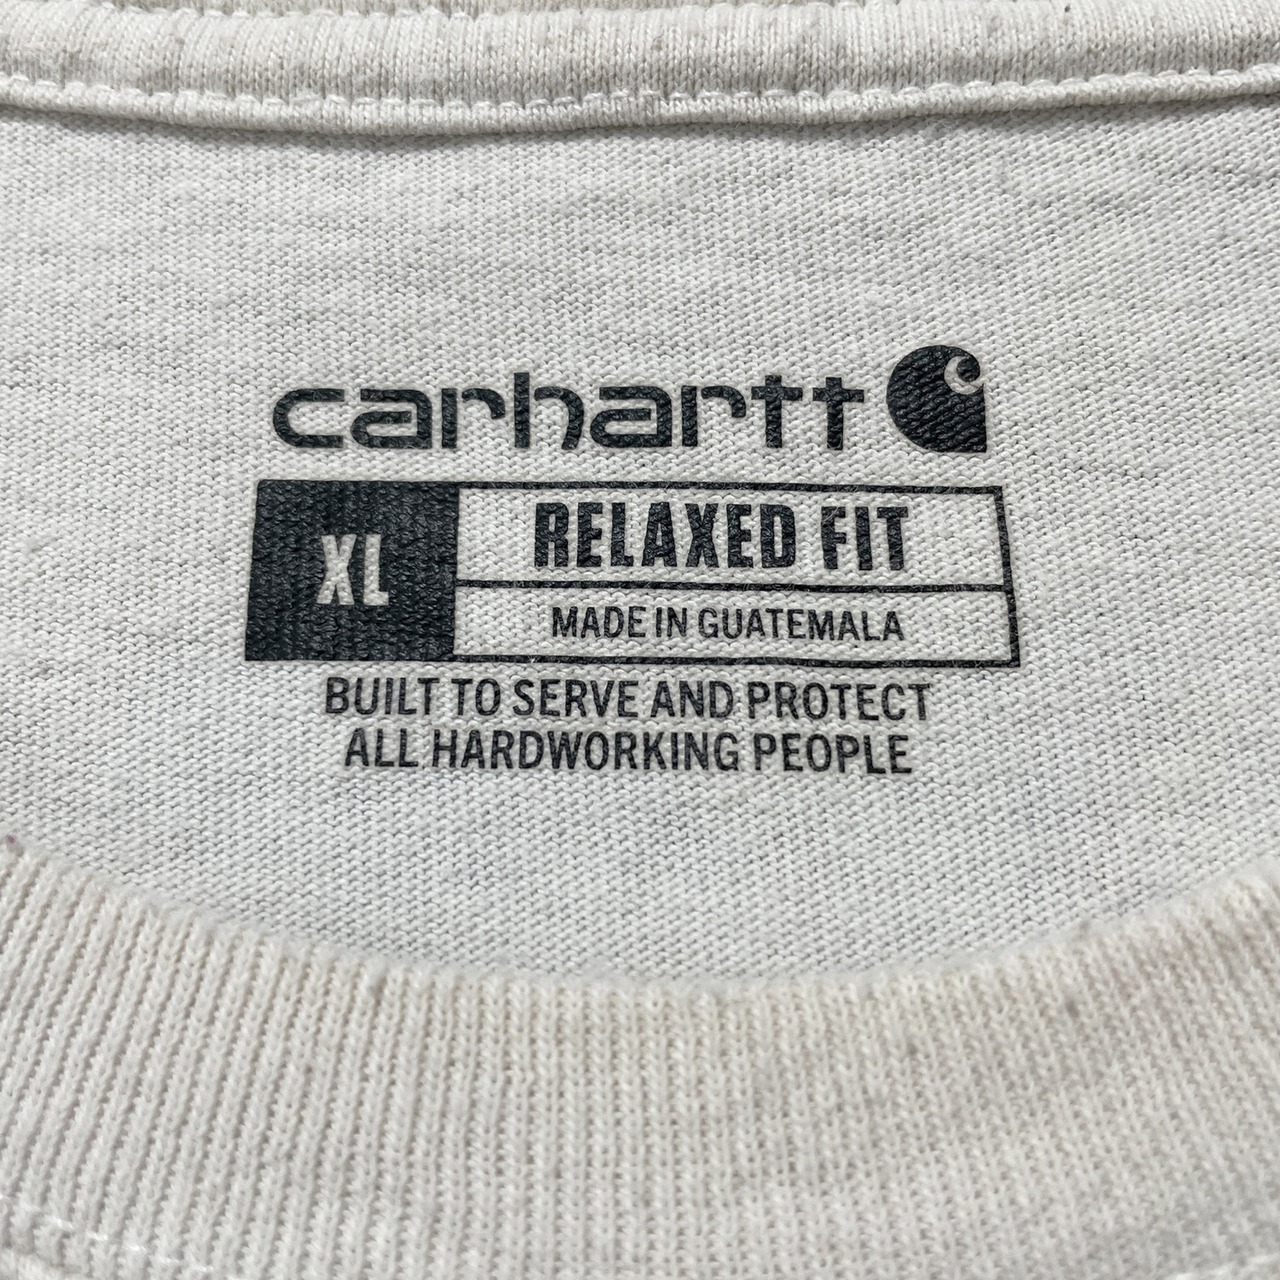 carhartt
XL
RELAXED FIT
MADE IN GUATEMALA
BUILT TO SERVE AND PROTECT
ALL HARDWORKING PEOPLE